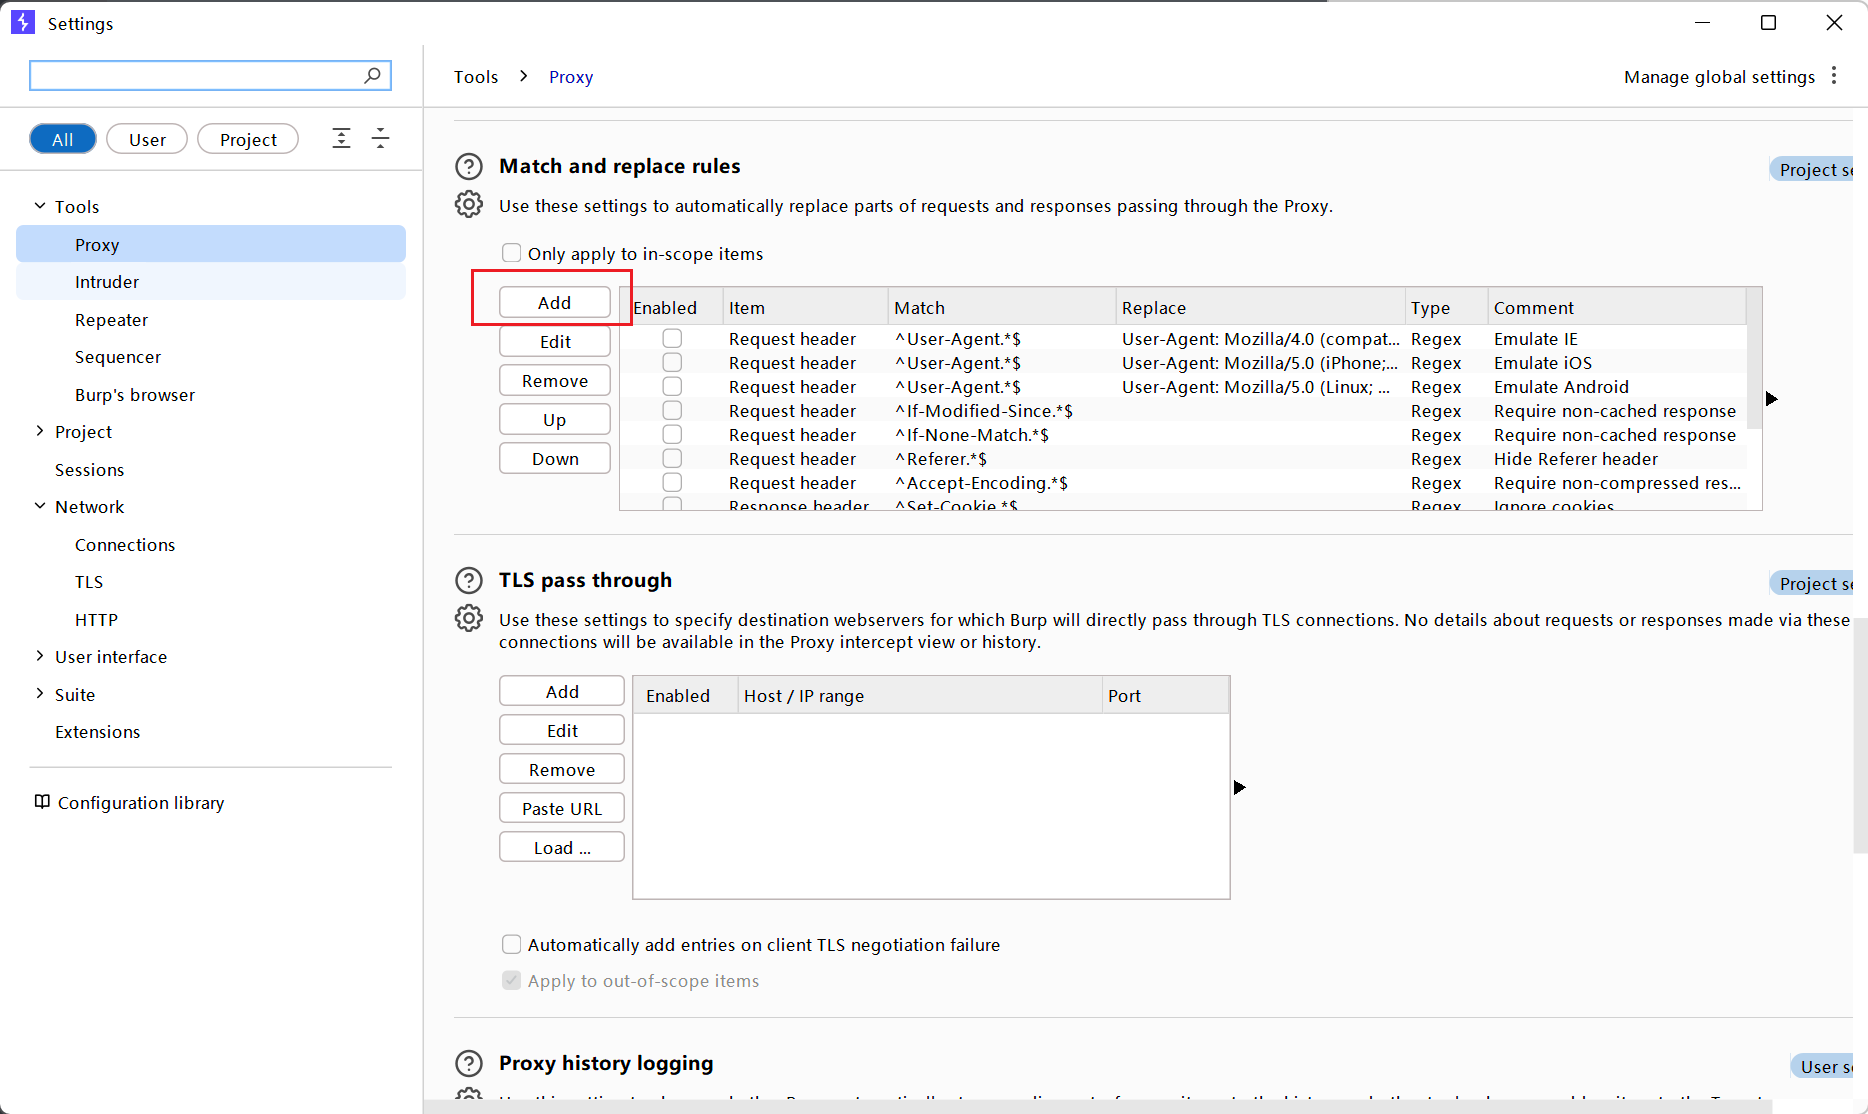 Settings
Tools > Proxy
Manage global settings
All
User
Project
Tools
Proxy
Intruder
Repeater
Sequencer
Burp's browser
Project
Sessions
Network
Connections
TLS
HTTP
User interface
Suite
Extensions
Configuration library
Match and replace rules
Project se
Use these settings to automatically replace parts of requests and responses passing through the Proxy.
Only apply to in-scope items
Add
Edit
Remove
Up
Down
Enabled Item Match Replace Type Comment
Request header ^User-Agent.*$ User-Agent: Mozilla/4.0 (compat... Regex Emulate IE
Request header ^User-Agent.*$ User-Agent: Mozilla/5.0 (iPhone;... Regex Emulate iOS
Request header ^User-Agent.*$ User-Agent: Mozilla/5.0 (Linux; ... Regex Emulate Android
Request header ^If-Modified-Since.*$ Regex Require non-cached response
Request header ^If-None-Match.*$ Regex Require non-cached response
Request header ^Referer.*$ Regex Hide Referer header
Request header ^Accept-Encoding.*$ Regex Require non-compressed res...
Response header ^Set-Cookie.*$ Regex Ignore cookies
TLS pass through
Project se
Use these settings to specify destination webservers for which Burp will directly pass through TLS connections. No details about requests or responses made via these
connections will be available in the Proxy intercept view or history.
Add
Edit
Remove
Paste URL
Load ...
Enabled Host / IP range Port
Automatically add entries on client TLS negotiation failure
Apply to out-of-scope items
Proxy history logging
User se